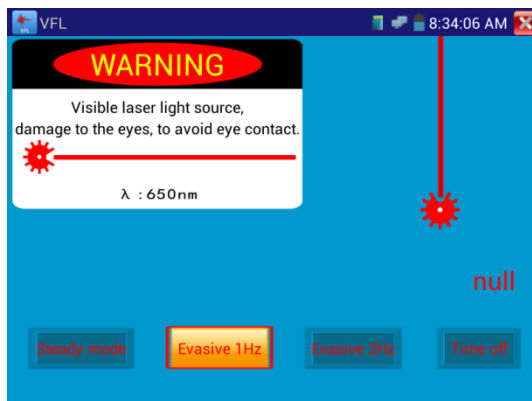 VFL
VFL
8:34:06 AM
WARNING
Visible laser light source,
damage to the eyes, to avoid eye contact.
λ :650nm
null
Steady mode
Evasive 1Hz
Evasive 2Hz
Time off